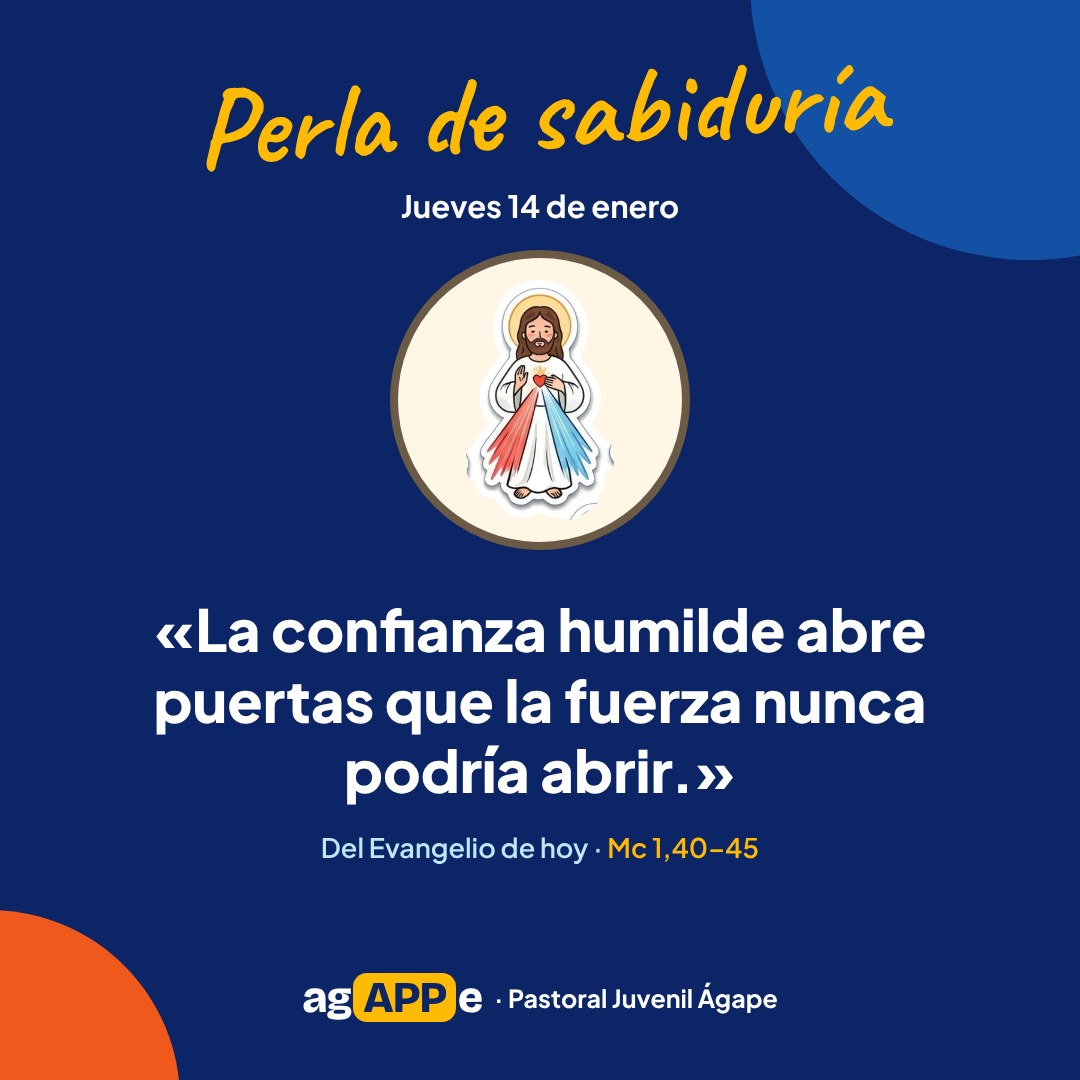 Perla de sabiduría
Jueves 14 de enero
«La confianza humilde abre
puertas que la fuerza nunca
podría abrir.»
Del Evangelio de hoy · Mc 1,40–45
agAPPe · Pastoral Juvenil Ágape